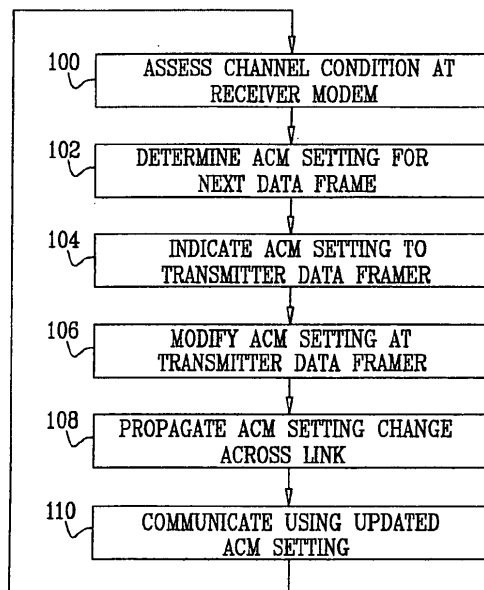 100
ASSESS CHANNEL CONDITION AT
RECEIVER MODEM
102
DETERMINE ACM SETTING FOR
NEXT DATA FRAME
104
INDICATE ACM SETTING TO
TRANSMITTER DATA FRAMER
106
MODIFY ACM SETTING AT
TRANSMITTER DATA FRAMER
108
PROPAGATE ACM SETTING CHANGE
ACROSS LINK
110
COMMUNICATE USING UPDATED
ACM SETTING